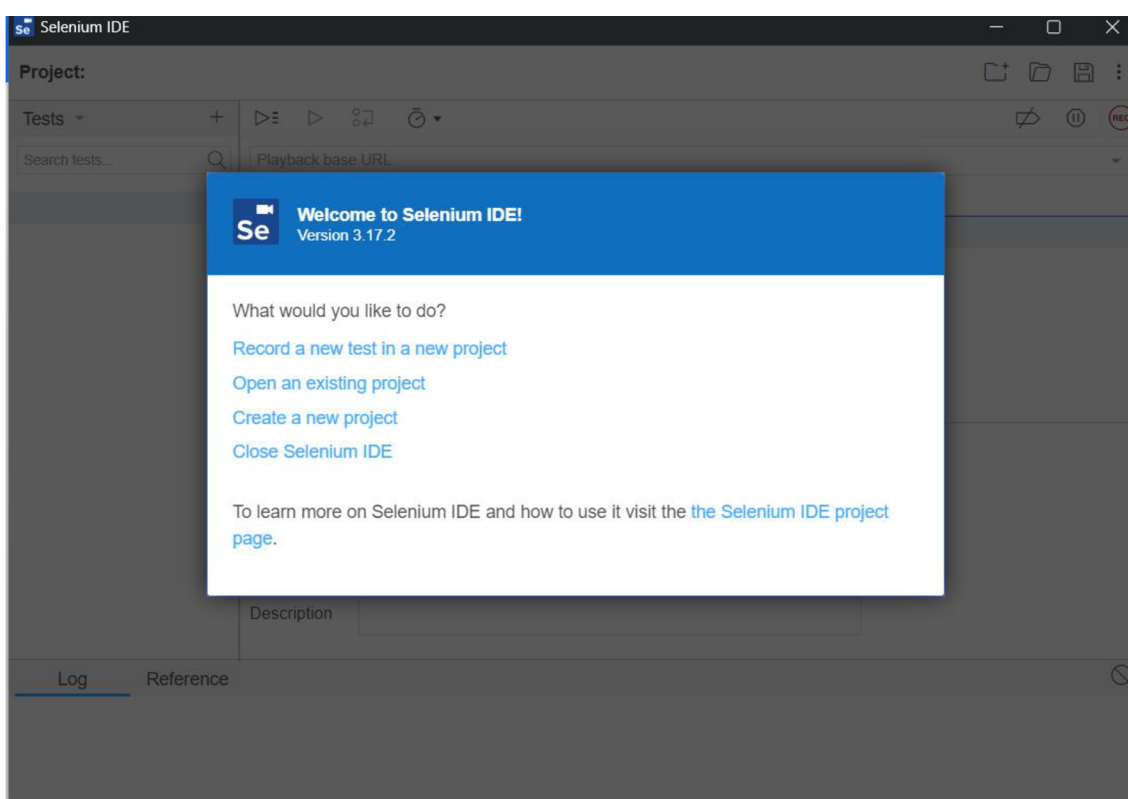 Se Selenium IDE
Project:
Tests
Search tests...
Playback base URL
REC
Se
Welcome to Selenium IDE!
Version 3.17.2
What would you like to do?
Record a new test in a new project
Open an existing project
Create a new project
Close Selenium IDE
To learn more on Selenium IDE and how to use it visit the the Selenium IDE project
page.
Description
Log Reference